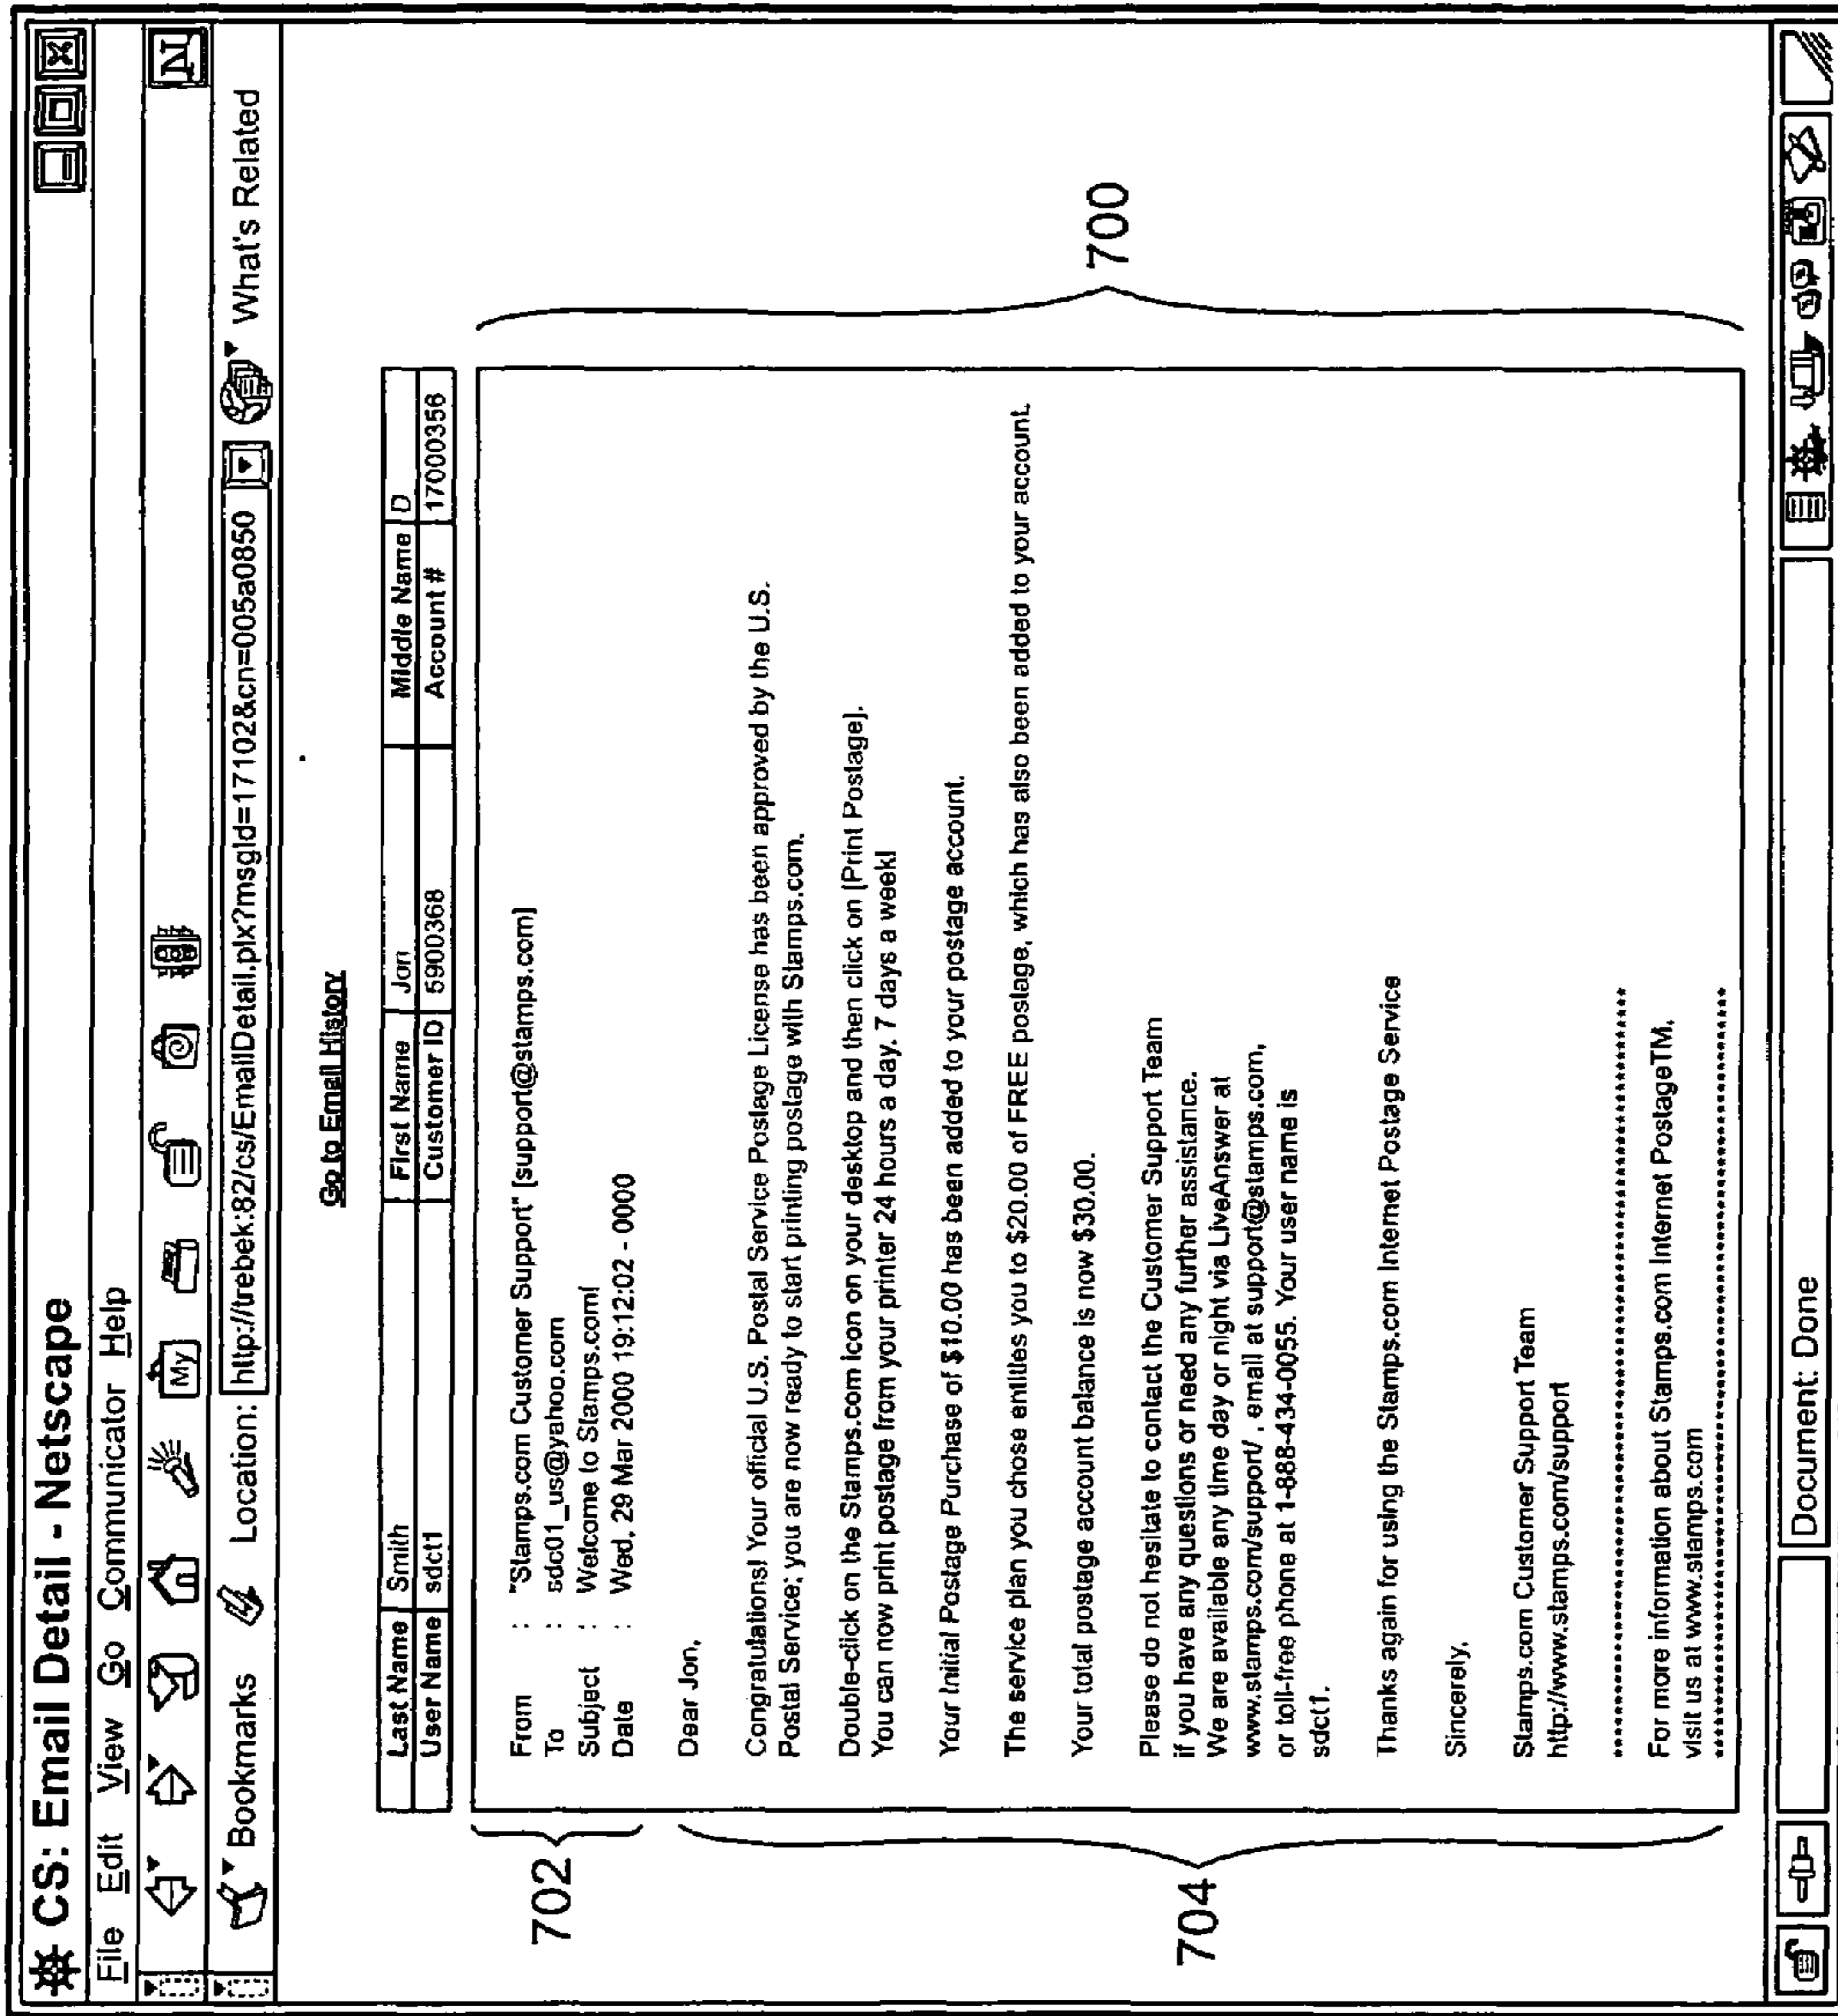 CS: Email Detail - Netscape
File Edit View Go Communicator Help
My
N
Bookmarks Location: http://trebek:82/cs/EmailDetail.plx?msgId=17102&cn=005a0850 What's Related
Go to Email History
Last Name Smith First Name Jon Middle Name D
User Name sdct1 Customer ID 5900368 Account # 17000356
702
From : "Stamps.com Customer Support" [support@stamps.com]
To : sdc01_us@yahoo.com
Subject : Welcome to Stamps.com!
Date : Wed, 29 Mar 2000 19:12:02 - 0000
704
700
Dear Jon,
Congratulations! Your official U.S. Postal Service Postage License has been approved by the U.S.
Postal Service; you are now ready to start printing postage with Stamps.com.
Double-click on the Stamps.com icon on your desktop and then click on [Print Postage].
You can now print postage from your printer 24 hours a day, 7 days a week!
Your Initial Postage Purchase of $10.00 has been added to your postage account.
The service plan you chose entitles you to $20.00 of FREE postage, which has also been added to your account.
Your total postage account balance is now $30.00.
Please do not hesitate to contact the Customer Support Team
if you have any questions or need any further assistance.
We are available any time day or night via LiveAnswer at
www.stamps.com/support/ , email at support@stamps.com,
or toll-free phone at 1-888-434-0055. Your user name is
sdct1.
Thanks again for using the Stamps.com Internet Postage Service
Sincerely,
Stamps.com Customer Support Team
http://www.stamps.com/support
For more information about Stamps.com Internet PostageTM,
visit us at www.stamps.com
Document: Done